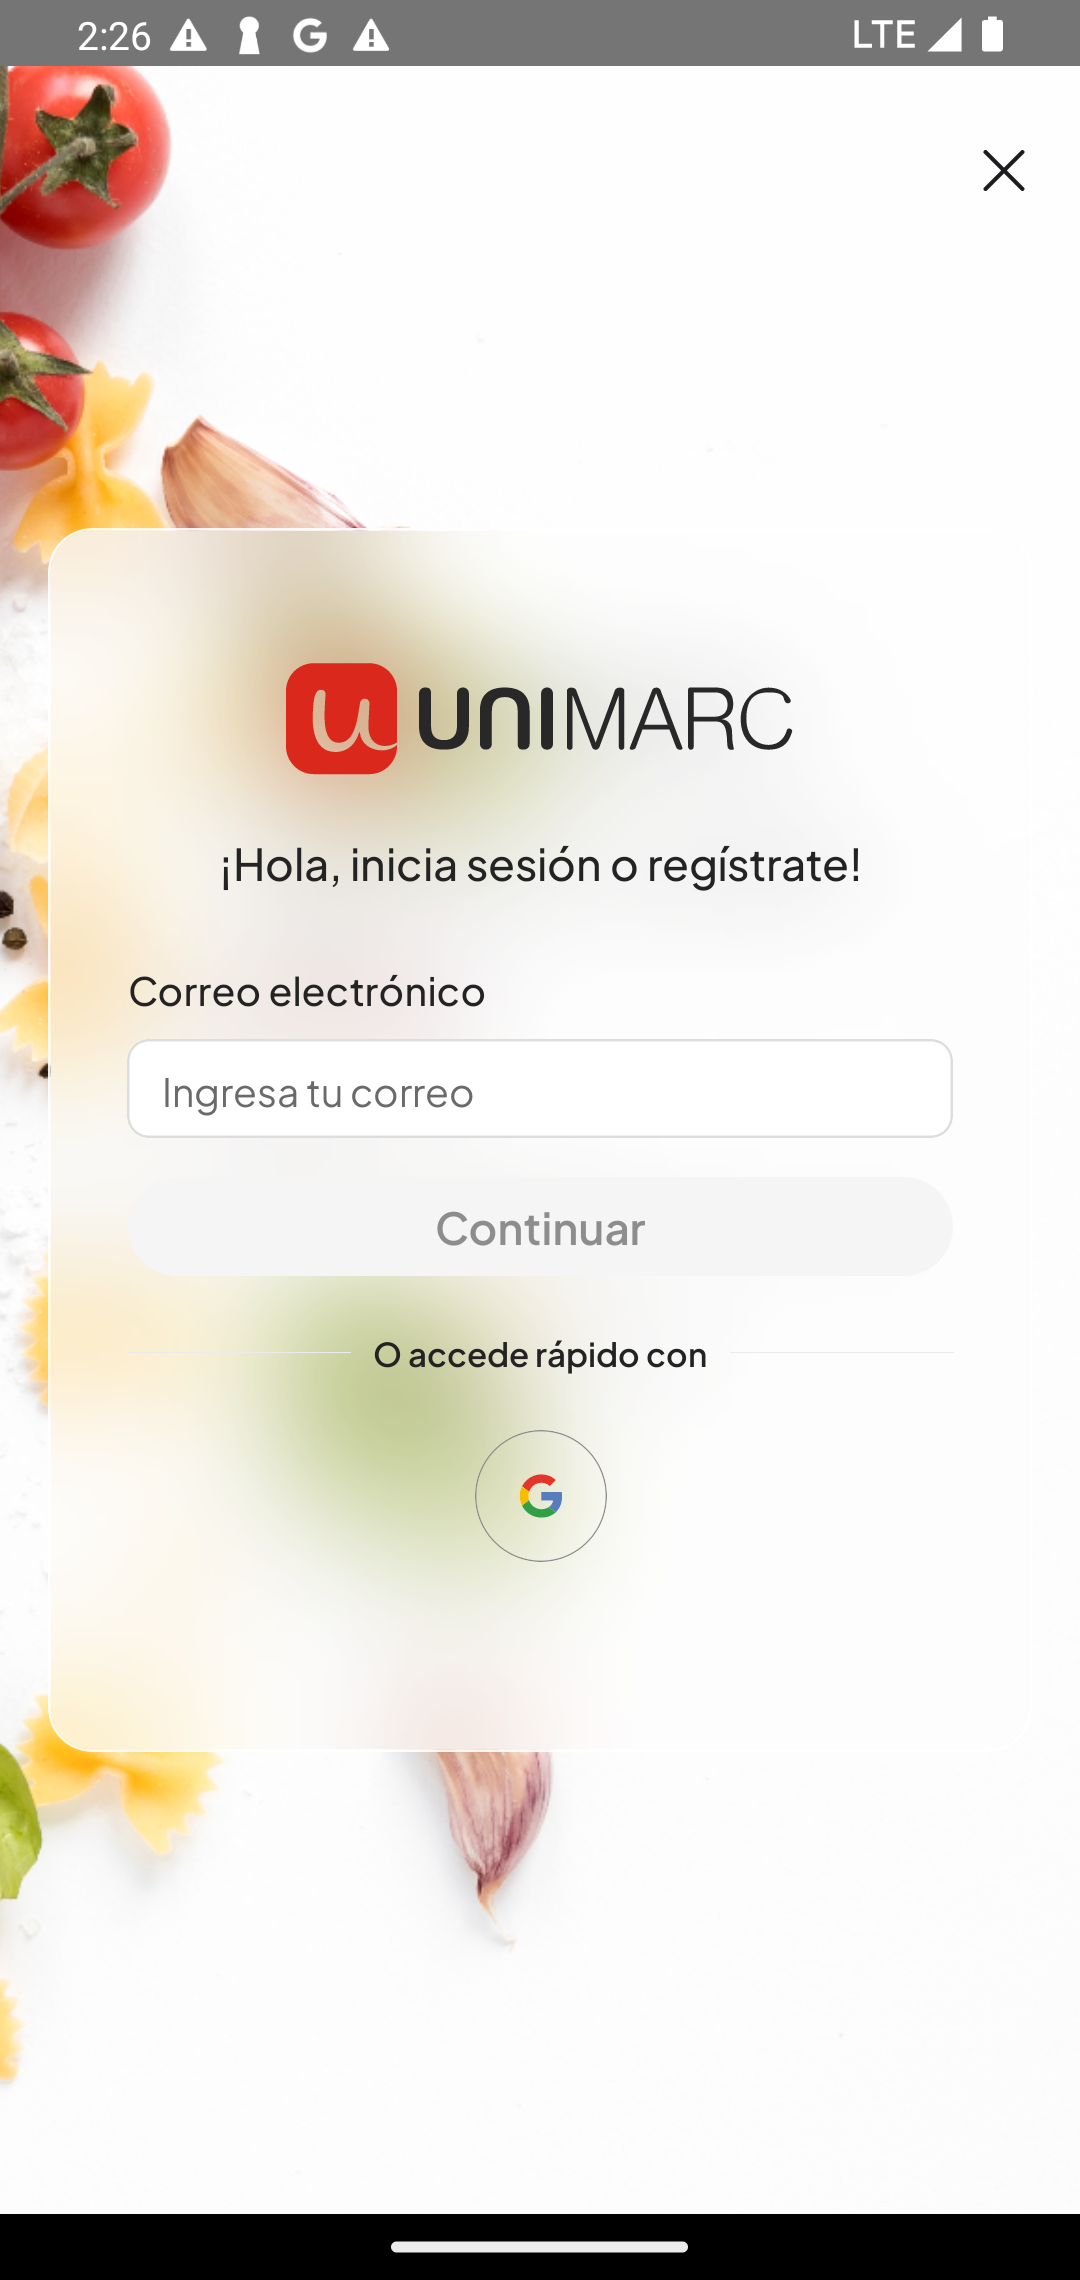 2:26
LTE
UNIMARC
¡Hola, inicia sesión o regístrate!
Correo electrónico
Ingresa tu correo
Continuar
O accede rápido con